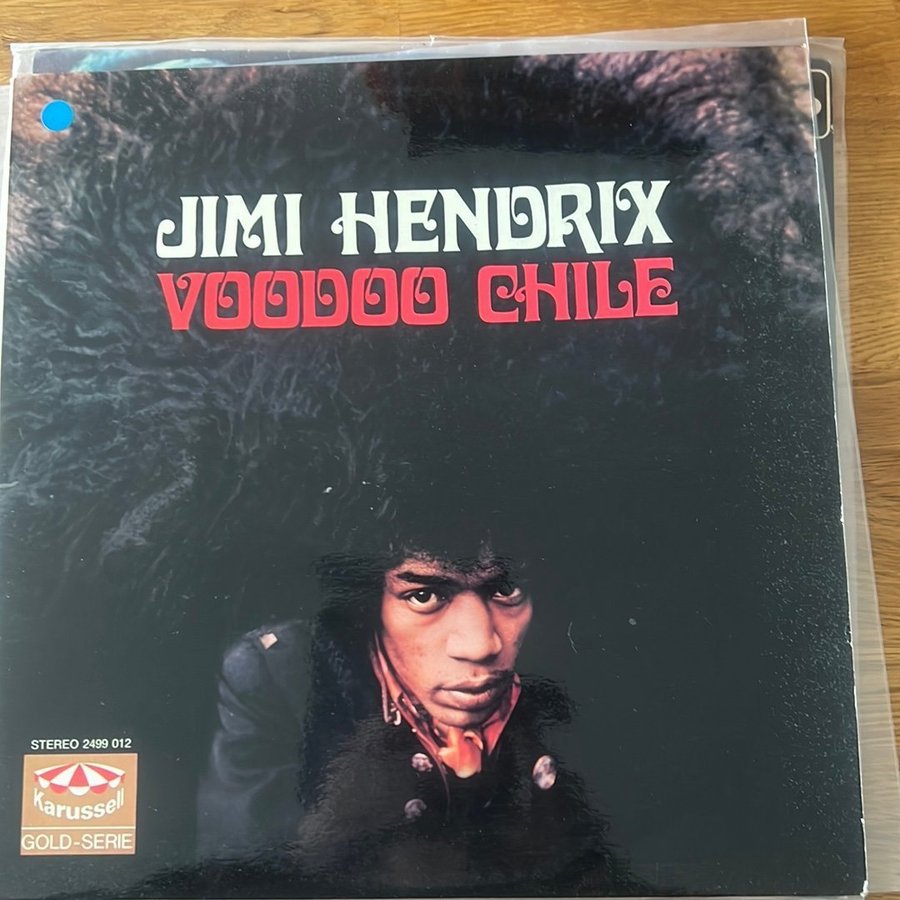 JIMI HENDRIX
VOODOO CHILE
STEREO 2499 012
Karussell
GOLD-SERIE